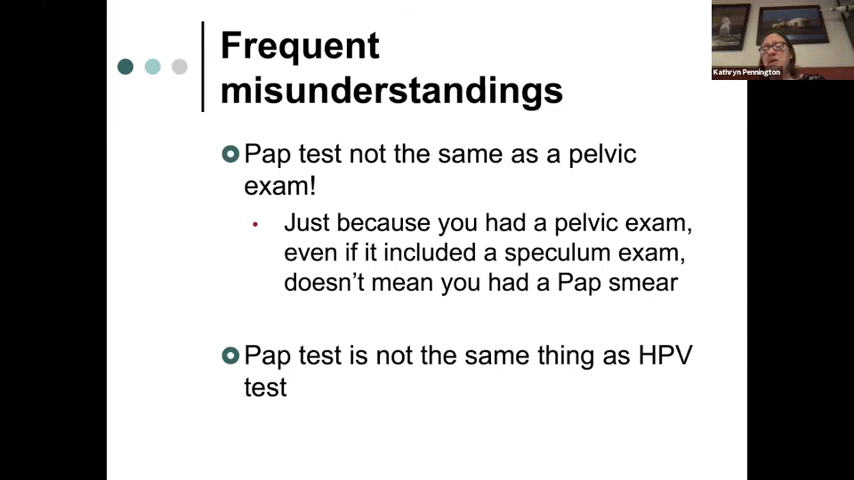 Frequent
misunderstandings
Pap test not the same as a pelvic
exam!
Just because you had a pelvic exam,
even if it included a speculum exam,
doesn't mean you had a Pap smear
Pap test is not the same thing as HPV
test
Kathryn Pennington